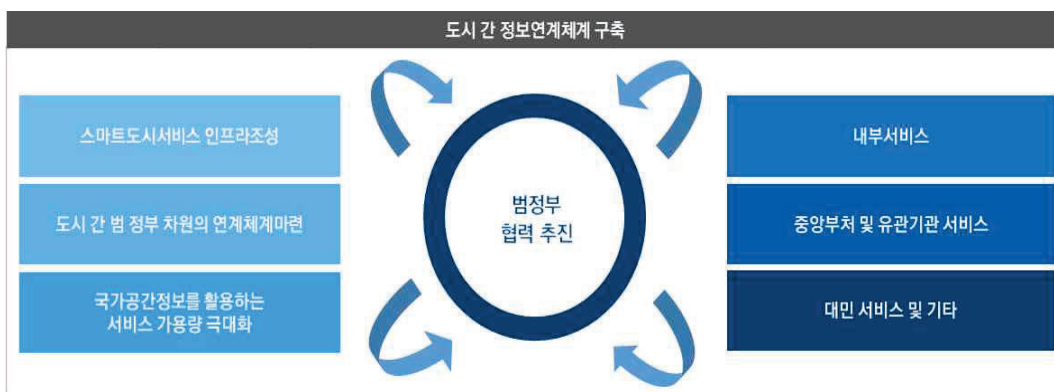 도시 간 정보연계체계 구축
스마트도시서비스 인프라조성
도시 간 범 정부 차원의 연계체계마련
국가공간정보를 활용하는
서비스 가용량 극대화
범정부
협력 추진
내부서비스
중앙부처 및 유관기관 서비스
대민 서비스 및 기타